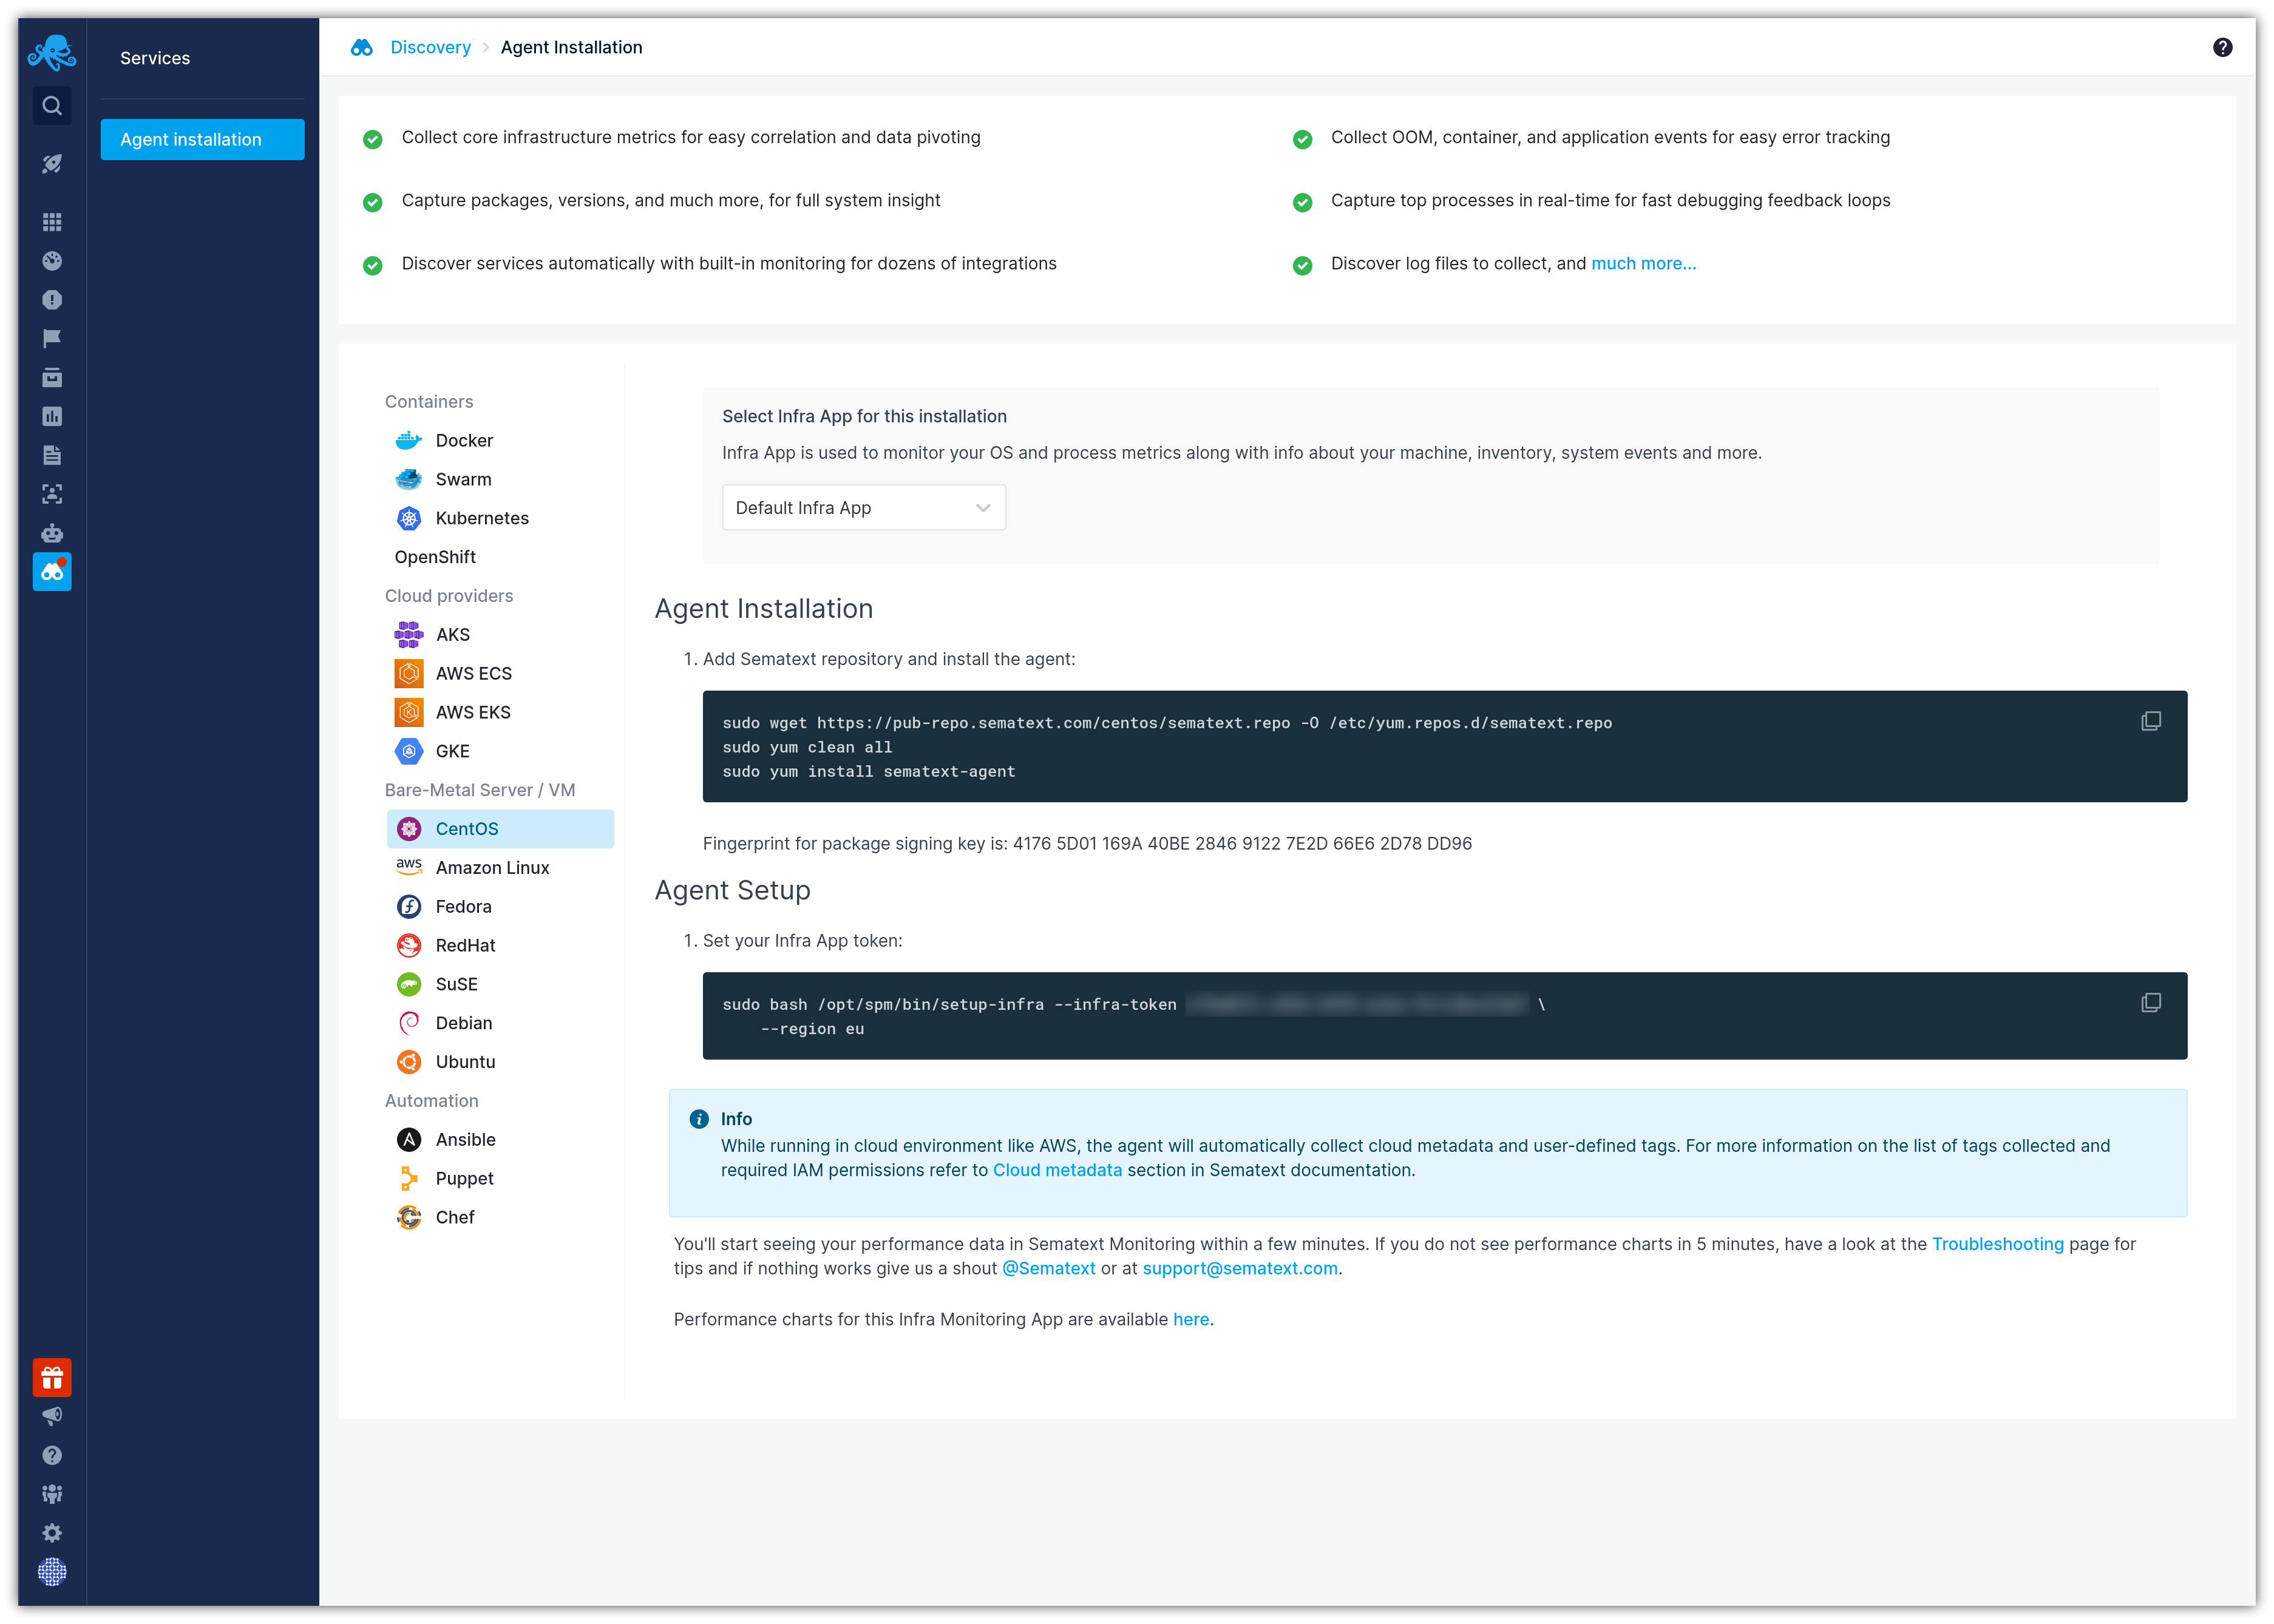 Services
Agent installation
Discovery > Agent Installation
Collect core infrastructure metrics for easy correlation and data pivoting
Collect OOM, container, and application events for easy error tracking
Capture packages, versions, and much more, for full system insight
Capture top processes in real-time for fast debugging feedback loops
Discover services automatically with built-in monitoring for dozens of integrations
Discover log files to collect, and much more...
Containers
Docker
Swarm
Kubernetes
OpenShift
Cloud providers
AKS
AWS ECS
AWS EKS
GKE
Bare-Metal Server / VM
CentOS
aws
Amazon Linux
Fedora
RedHat
SuSE
Debian
Ubuntu
Automation
Ansible
Puppet
Chef
Select Infra App for this installation
Infra App is used to monitor your OS and process metrics along with info about your machine, inventory, system events and more.
Default Infra App
Agent Installation
1. Add Sematext repository and install the agent:
sudo wget https://pub-repo.sematext.com/centos/sematext.repo -O /etc/yum.repos.d/sematext.repo
sudo yum clean all
sudo yum install sematext-agent
Fingerprint for package signing key is: 4176 5D01 169A 40BE 2846 9122 7E2D 66E6 2D78 DD96
Agent Setup
1. Set your Infra App token:
sudo bash /opt/spm/bin/setup-infra --infra-token \
--region eu
Info
While running in cloud environment like AWS, the agent will automatically collect cloud metadata and user-defined tags. For more information on the list of tags collected and
required IAM permissions refer to Cloud metadata section in Sematext documentation.
You'll start seeing your performance data in Sematext Monitoring within a few minutes. If you do not see performance charts in 5 minutes, have a look at the Troubleshooting page for
tips and if nothing works give us a shout @Sematext or at support@sematext.com.
Performance charts for this Infra Monitoring App are available here.